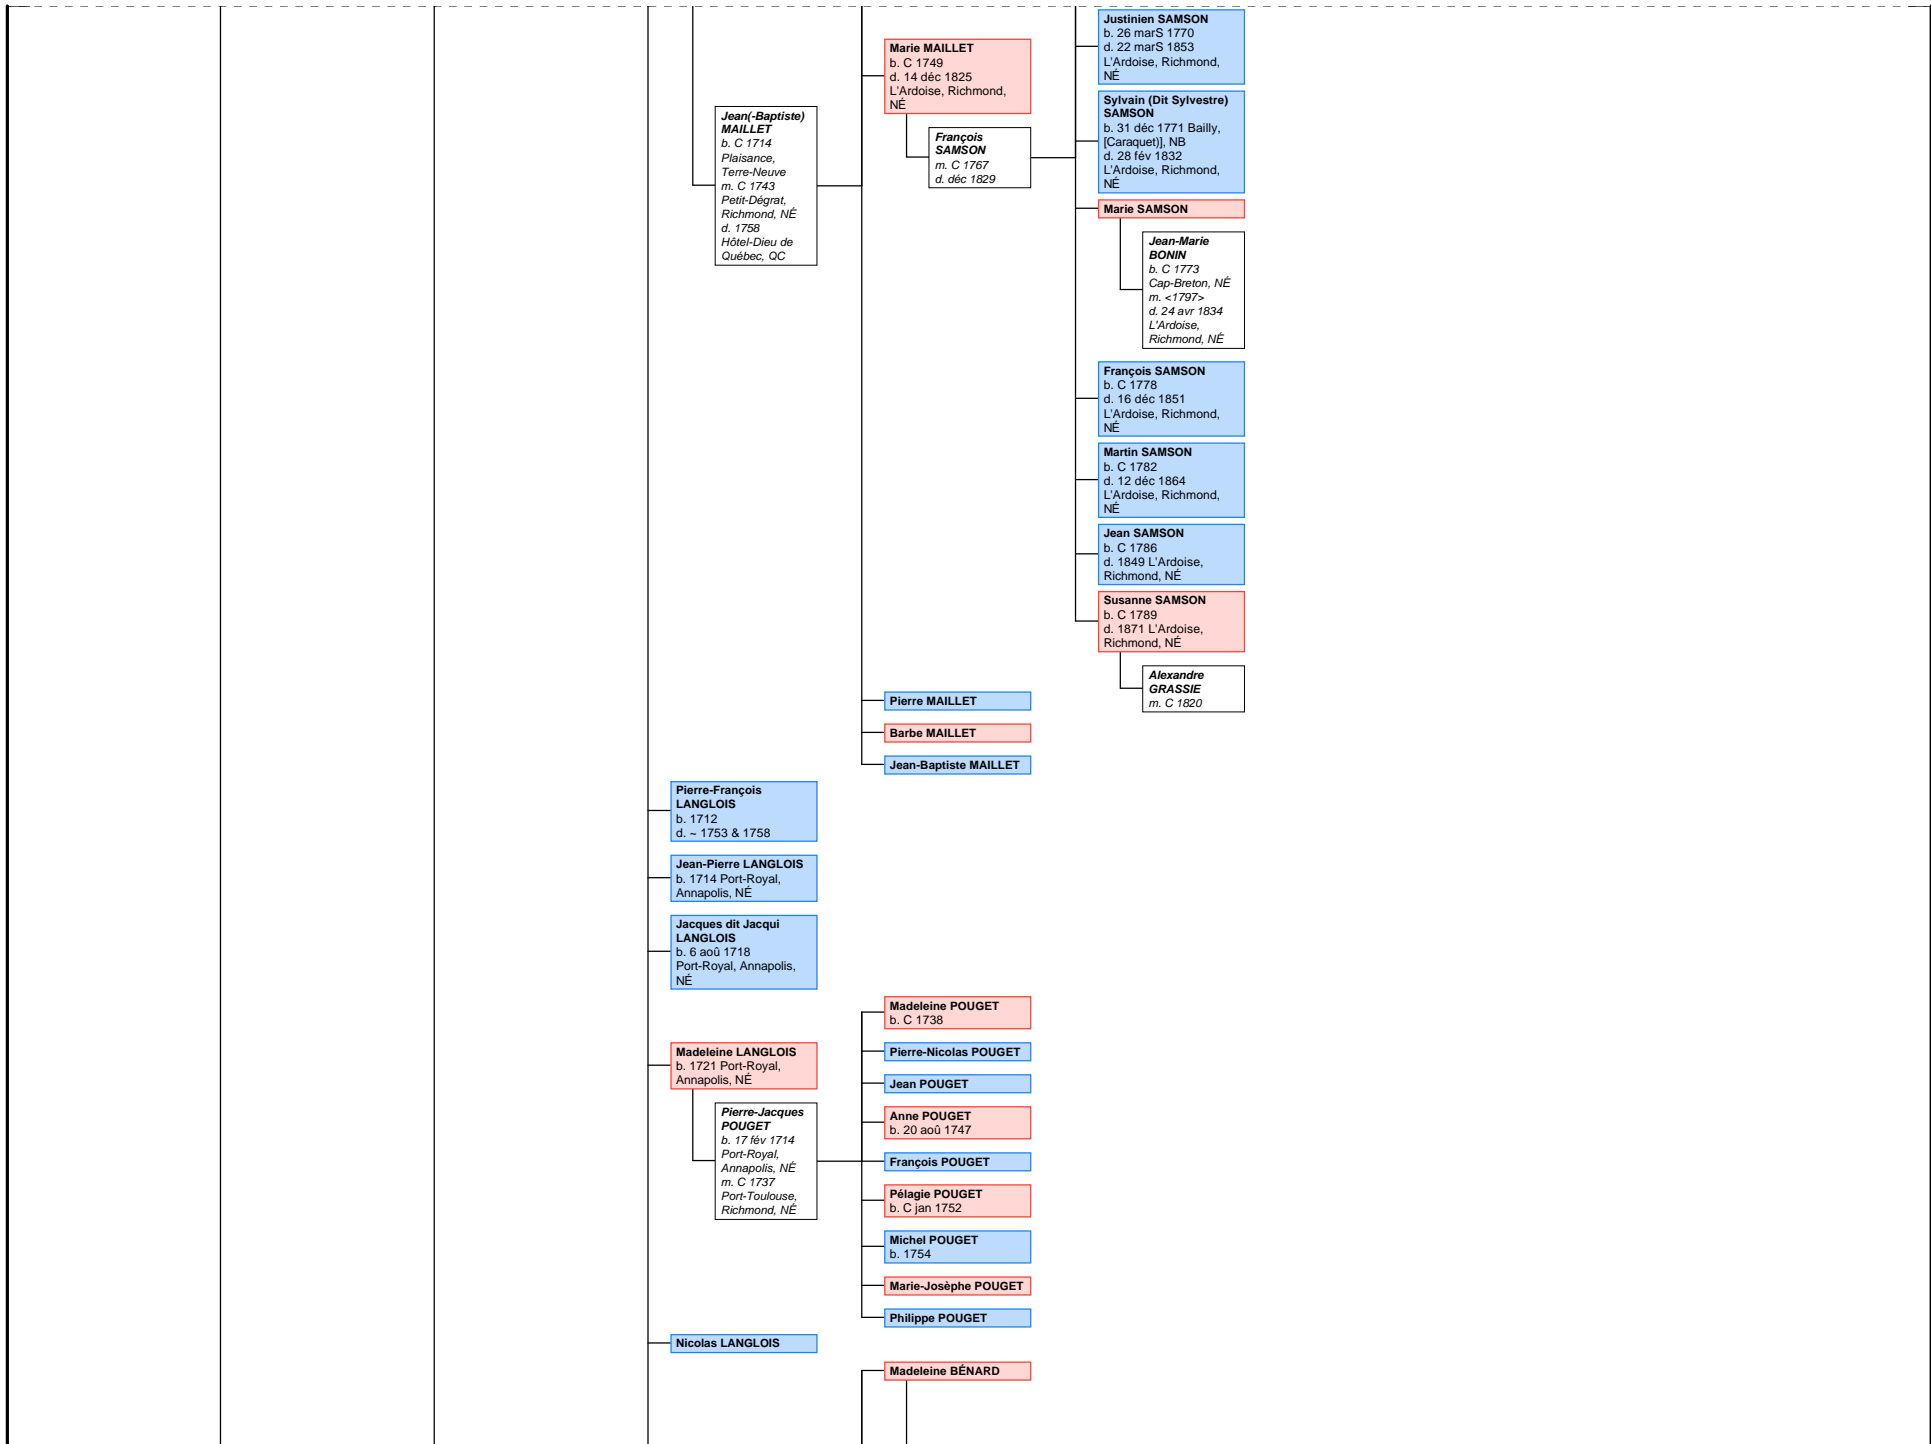 Justinien SAMSON
b. 26 marS 1770
d. 22 marS 1853
L'Ardoise, Richmond,
NÉ
Marie MAILLET
b. C 1749
d. 14 déc 1825
L'Ardoise, Richmond,
NÉ
Sylvain (Dit Sylvestre)
SAMSON
b. 31 déc 1771 Bailly,
[Caraquet)], NB
d. 28 fév 1832
L'Ardoise, Richmond,
NÉ
Jean(-Baptiste)
MAILLET
b. C 1714
Plaisance,
Terre-Neuve
m. C 1743
Petit-Dégrat,
Richmond, NÉ
d. 1758
Hôtel-Dieu de
Québec, QC
François
SAMSON
m. C 1767
d. déc 1829
Marie SAMSON
Jean-Marie
BONIN
b. C 1773
Cap-Breton, NÉ
m. <1797>
d. 24 avr 1834
L'Ardoise,
Richmond, NÉ
François SAMSON
b. C 1778
d. 16 déc 1851
L'Ardoise, Richmond,
NÉ
Martin SAMSON
b. C 1782
d. 12 déc 1864
L'Ardoise, Richmond,
NÉ
Jean SAMSON
b. C 1786
d. 1849 L'Ardoise,
Richmond, NÉ
Susanne SAMSON
b. C 1789
d. 1871 L'Ardoise,
Richmond, NÉ
Alexandre
GRASSIE
m. C 1820
Pierre MAILLET
Barbe MAILLET
Jean-Baptiste MAILLET
Pierre-François
LANGLOIS
b. 1712
d. ~ 1753 & 1758
Jean-Pierre LANGLOIS
b. 1714 Port-Royal,
Annapolis, NÉ
Jacques dit Jacqui
LANGLOIS
b. 6 aoû 1718
Port-Royal, Annapolis,
NÉ
Madeleine POUGET
b. C 1738
Madeleine LANGLOIS
b. 1721 Port-Royal,
Annapolis, NÉ
Pierre-Nicolas POUGET
Jean POUGET
Pierre-Jacques
POUGET
b. 17 fév 1714
Port-Royal,
Annapolis, NÉ
m. C 1737
Port-Toulouse,
Richmond, NÉ
Anne POUGET
b. 20 aoû 1747
François POUGET
Pélagie POUGET
b. C jan 1752
Michel POUGET
b. 1754
Marie-Josèphe POUGET
Philippe POUGET
Nicolas LANGLOIS
Madeleine BÉNARD